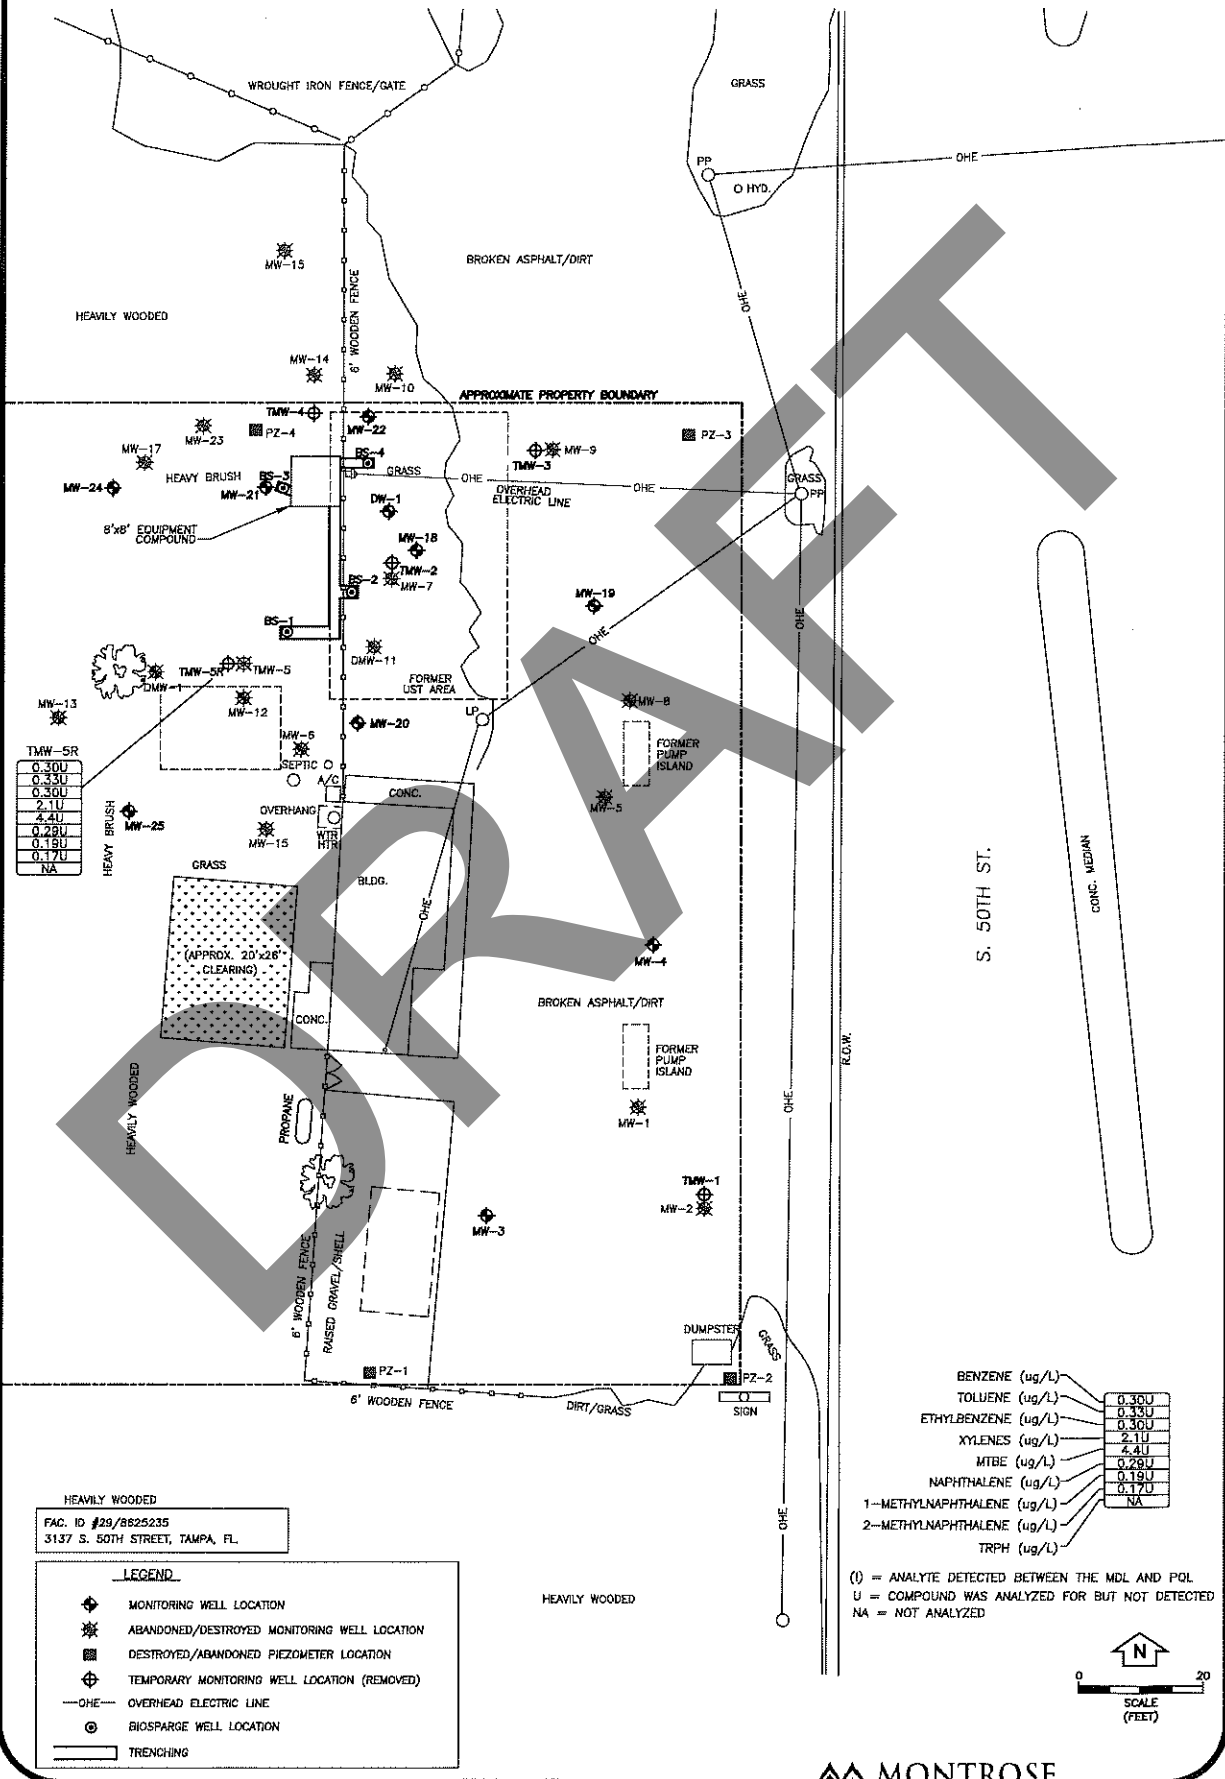 WROUGHT IRON FENCE/GATE
GRASS
PP
OHE
O HYD.
MW-15
BROKEN ASPHALT/DIRT
6' WOODEN FENCE
OHE
HEAVILY WOODED
MW-14
MW-10
APPROXIMATE PROPERTY BOUNDARY
TMW-4
MW-22
MW-23
PZ-4
PZ-3
MW-17
BS-4
TMW-3
MW-9
HEAVY BRUSH
BS-3
GRASS
OHE
OHE
GRASS
PP
MW-24
MW-21
DW-1
OVERHEAD
ELECTRIC LINE
8'x8' EQUIPMENT
COMPOUND
MW-18
TMW-2
BS-2
MW-7
MW-19
BS-1
OHE
OHE
DMW-11
TMW-5R
TMW-5
DMW-1
FORMER
UST AREA
MW-12
MW-8
MW-13
LP
MW-20
MW-6
FORMER
PUMP
ISLAND
TMW-5R
0.30U
0.33U
0.30U
2.1U
4.4U
0.29U
0.19U
0.17U
NA
SEPTIC
A/C
CONC.
MW-5
OVERHANG
MW-25
HEAVY BRUSH
MW-15
WTR
HTR
GRASS
BLDG.
OHE
S. 50TH ST.
CONC. MEDIAN
(APPROX. 20'x26'
CLEARING)
MW-4
BROKEN ASPHALT/DIRT
CONC.
FORMER
PUMP
ISLAND
R.O.W.
HEAVILY WOODED
PROPANE
MW-1
OHE
TMW-1
MW-2
MW-3
6' WOODEN FENCE
RAISED GRAVEL/SHELL
DUMPSTER
GRASS
PZ-1
PZ-2
6' WOODEN FENCE
DIRT/GRASS
SIGN
DRAFT
BENZENE (ug/L)
TOLUENE (ug/L)
ETHYLBENZENE (ug/L)
XYLENES (ug/L)
MTBE (ug/L)
NAPHTHALENE (ug/L)
1-METHYLNAPHTHALENE (ug/L)
2-METHYLNAPHTHALENE (ug/L)
TRPH (ug/L)
0.30U
0.33U
0.30U
2.1U
4.4U
0.29U
0.19U
0.17U
NA
OHE
HEAVILY WOODED
FAC. ID #29/8625235
3137 S. 50TH STREET, TAMPA, FL
LEGEND
MONITORING WELL LOCATION
ABANDONED/DESTROYED MONITORING WELL LOCATION
DESTROYED/ABANDONED PIEZOMETER LOCATION
TEMPORARY MONITORING WELL LOCATION (REMOVED)
OHE OVERHEAD ELECTRIC LINE
BIOSPARGE WELL LOCATION
TRENCHING
HEAVILY WOODED
(I) = ANALYTE DETECTED BETWEEN THE MDL AND PQL
U = COMPOUND WAS ANALYZED FOR BUT NOT DETECTED
NA = NOT ANALYZED
N
0 20
SCALE
(FEET)
MONTROSE